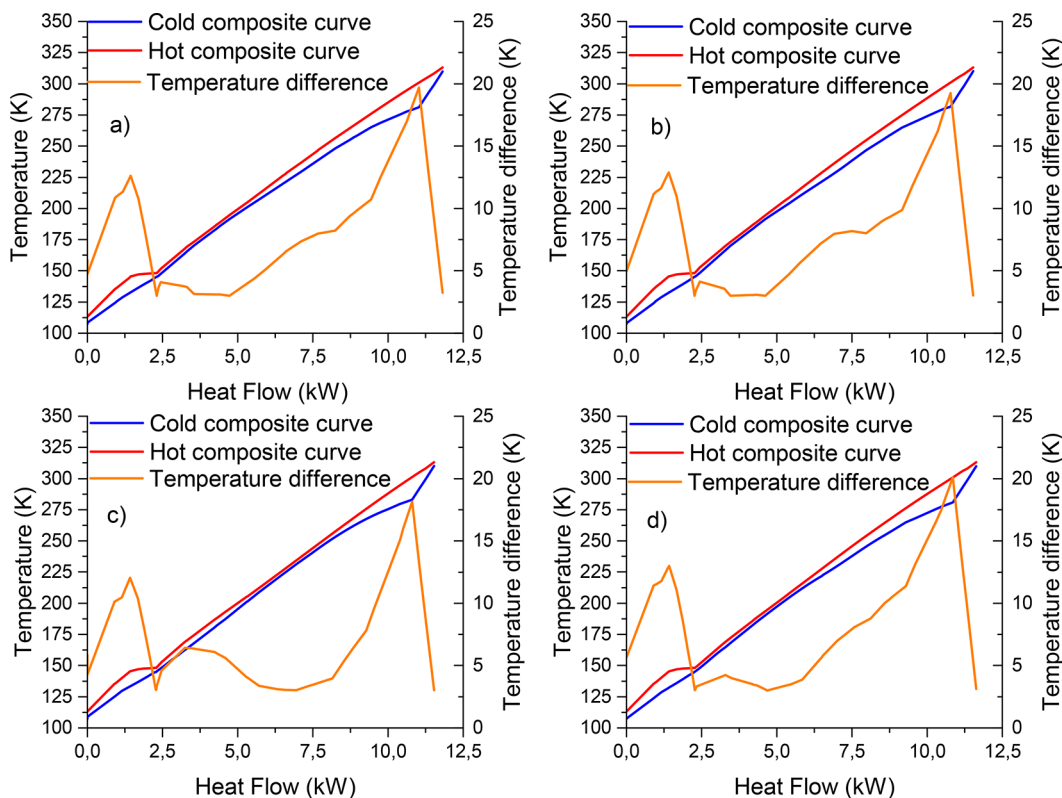 Cold composite curve
Hot composite curve
Temperature difference
a)
350
325
300
275
250
225
200
175
150
125
100
Temperature (K)
25
20
15
10
5
0
Temperature difference (K)
0,0 2,5 5,0 7,5 10,0 12,5
Heat Flow (kW)
Cold composite curve
Hot composite curve
Temperature difference
b)
350
325
300
275
250
225
200
175
150
125
100
Temperature (K)
25
20
15
10
5
0
Temperature difference (K)
0,0 2,5 5,0 7,5 10,0 12,5
Heat Flow (kW)
Cold composite curve
Hot composite curve
Temperature difference
c)
350
325
300
275
250
225
200
175
150
125
100
Temperature (K)
25
20
15
10
5
0
Temperature difference (K)
0,0 2,5 5,0 7,5 10,0 12,5
Heat Flow (kW)
Cold composite curve
Hot composite curve
Temperature difference
d)
350
325
300
275
250
225
200
175
150
125
100
Temperature (K)
25
20
15
10
5
0
Temperature difference (K)
0,0 2,5 5,0 7,5 10,0 12,5
Heat Flow (kW)